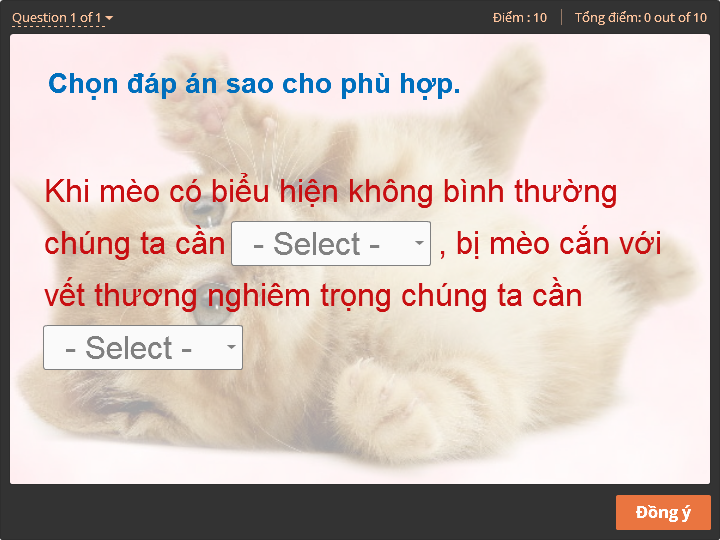 Question 1 of 1
Điểm : 10
Tổng điểm: 0 out of 10
Chọn đáp án sao cho phù hợp.
Khi mèo có biểu hiện không bình thường
chúng ta cần - Select - , bị mèo cắn với
vết thương nghiêm trọng chúng ta cần
- Select -
Đồng ý